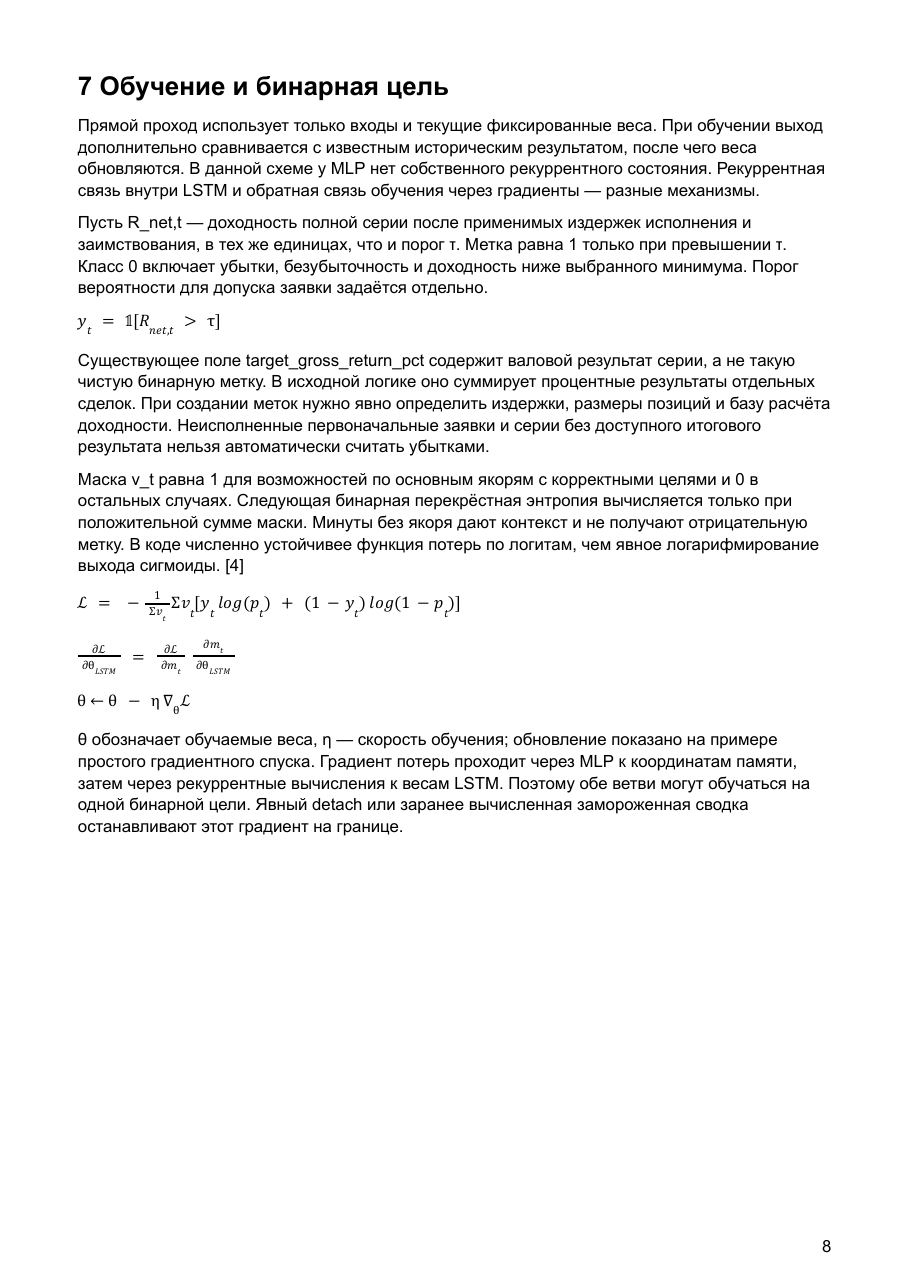 7 Обучение и бинарная цель
Прямой проход использует только входы и текущие фиксированные веса. При обучении выход
дополнительно сравнивается с известным историческим результатом, после чего веса
обновляются. В данной схеме у MLP нет собственного рекуррентного состояния. Рекуррентная
связь внутри LSTM и обратная связь обучения через градиенты — разные механизмы.
Пусть R_net,t — доходность полной серии после применимых издержек исполнения и
заимствования, в тех же единицах, что и порог τ. Метка равна 1 только при превышении τ.
Класс 0 включает убытки, безубыточность и доходность ниже выбранного минимума. Порог
вероятности для допуска заявки задаётся отдельно.
y_t = 𝟙[R_{net,t} > τ]
Существующее поле target_gross_return_pct содержит валовой результат серии, а не такую
чистую бинарную метку. В исходной логике оно суммирует процентные результаты отдельных
сделок. При создании меток нужно явно определить издержки, размеры позиций и базу расчёта
доходности. Неисполненные первоначальные заявки и серии без доступного итогового
результата нельзя автоматически считать убытками.
Маска v_t равна 1 для возможностей по основным якорям с корректными целями и 0 в
остальных случаях. Следующая бинарная перекрёстная энтропия вычисляется только при
положительной сумме маски. Минуты без якоря дают контекст и не получают отрицательную
метку. В коде численно устойчивее функция потерь по логитам, чем явное логарифмирование
выхода сигмоиды. [4]
ℒ = − \frac{1}{Σv_t} Σv_t[y_t log(p_t) + (1 − y_t) log(1 − p_t)]
\frac{∂ℒ}{∂θ_{LSTM}} = \frac{∂ℒ}{∂m_t} \frac{∂m_t}{∂θ_{LSTM}}
θ ← θ − η ∇_θ ℒ
θ обозначает обучаемые веса, η — скорость обучения; обновление показано на примере
простого градиентного спуска. Градиент потерь проходит через MLP к координатам памяти,
затем через рекуррентные вычисления к весам LSTM. Поэтому обе ветви могут обучаться на
одной бинарной цели. Явный detach или заранее вычисленная замороженная сводка
останавливают этот градиент на границе.
8